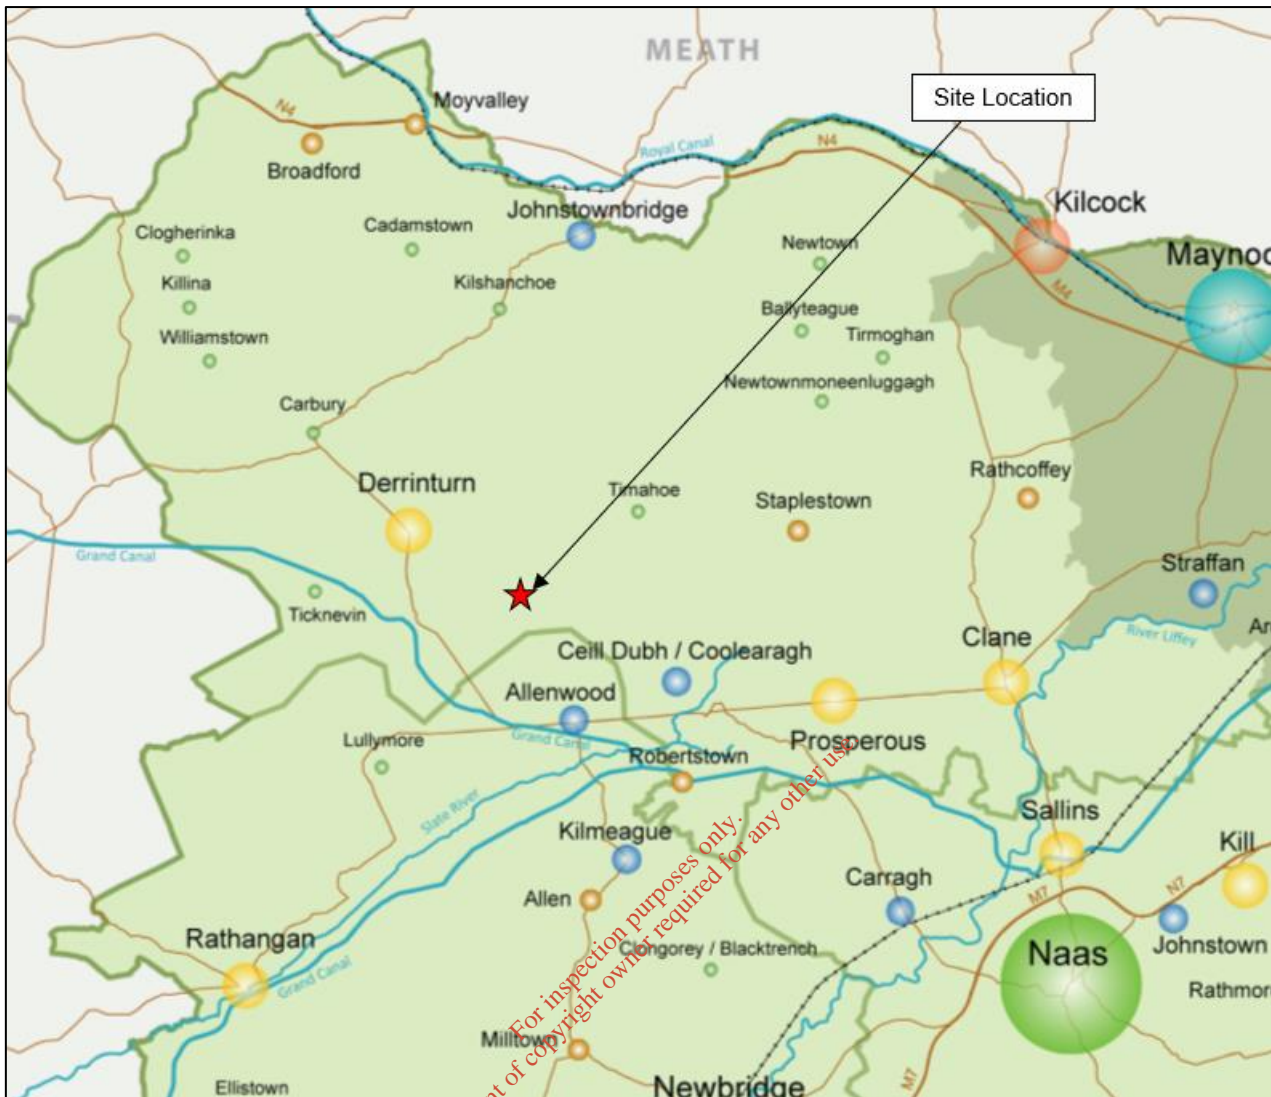 MEATH
Site Location
Moyvalley
N4
Broadford
Royal Canal
N4
Johnstownbridge
Kilcock
Clogherinka
Cadamstown
Newtown
Maynoo
Killina
Kilshanchoe
M4
Ballyteague
Williamstown
Tirmoghan
Newtownmoneenluggagh
Carbury
Derrinturn
Timahoe
Staplestown
Rathcoffey
Grand Canal
Straffan
Ticknevin
Clane
River Liffey
Ar
Ceill Dubh / Coolearagh
Allenwood
Grand Canal
Lullymore
Prosperous
Robertstown
Slate River
Sallins
Kilmeague
Kill
Carragh
M7
N7
Allen
Rathangan
Clongorey / Blacktrench
Johnstown
Naas
Grand Canal
Rathmor
Milltown
M7
Ellistown
Newbridge
For inspection purposes only.
nt of copyright owner required for any other use